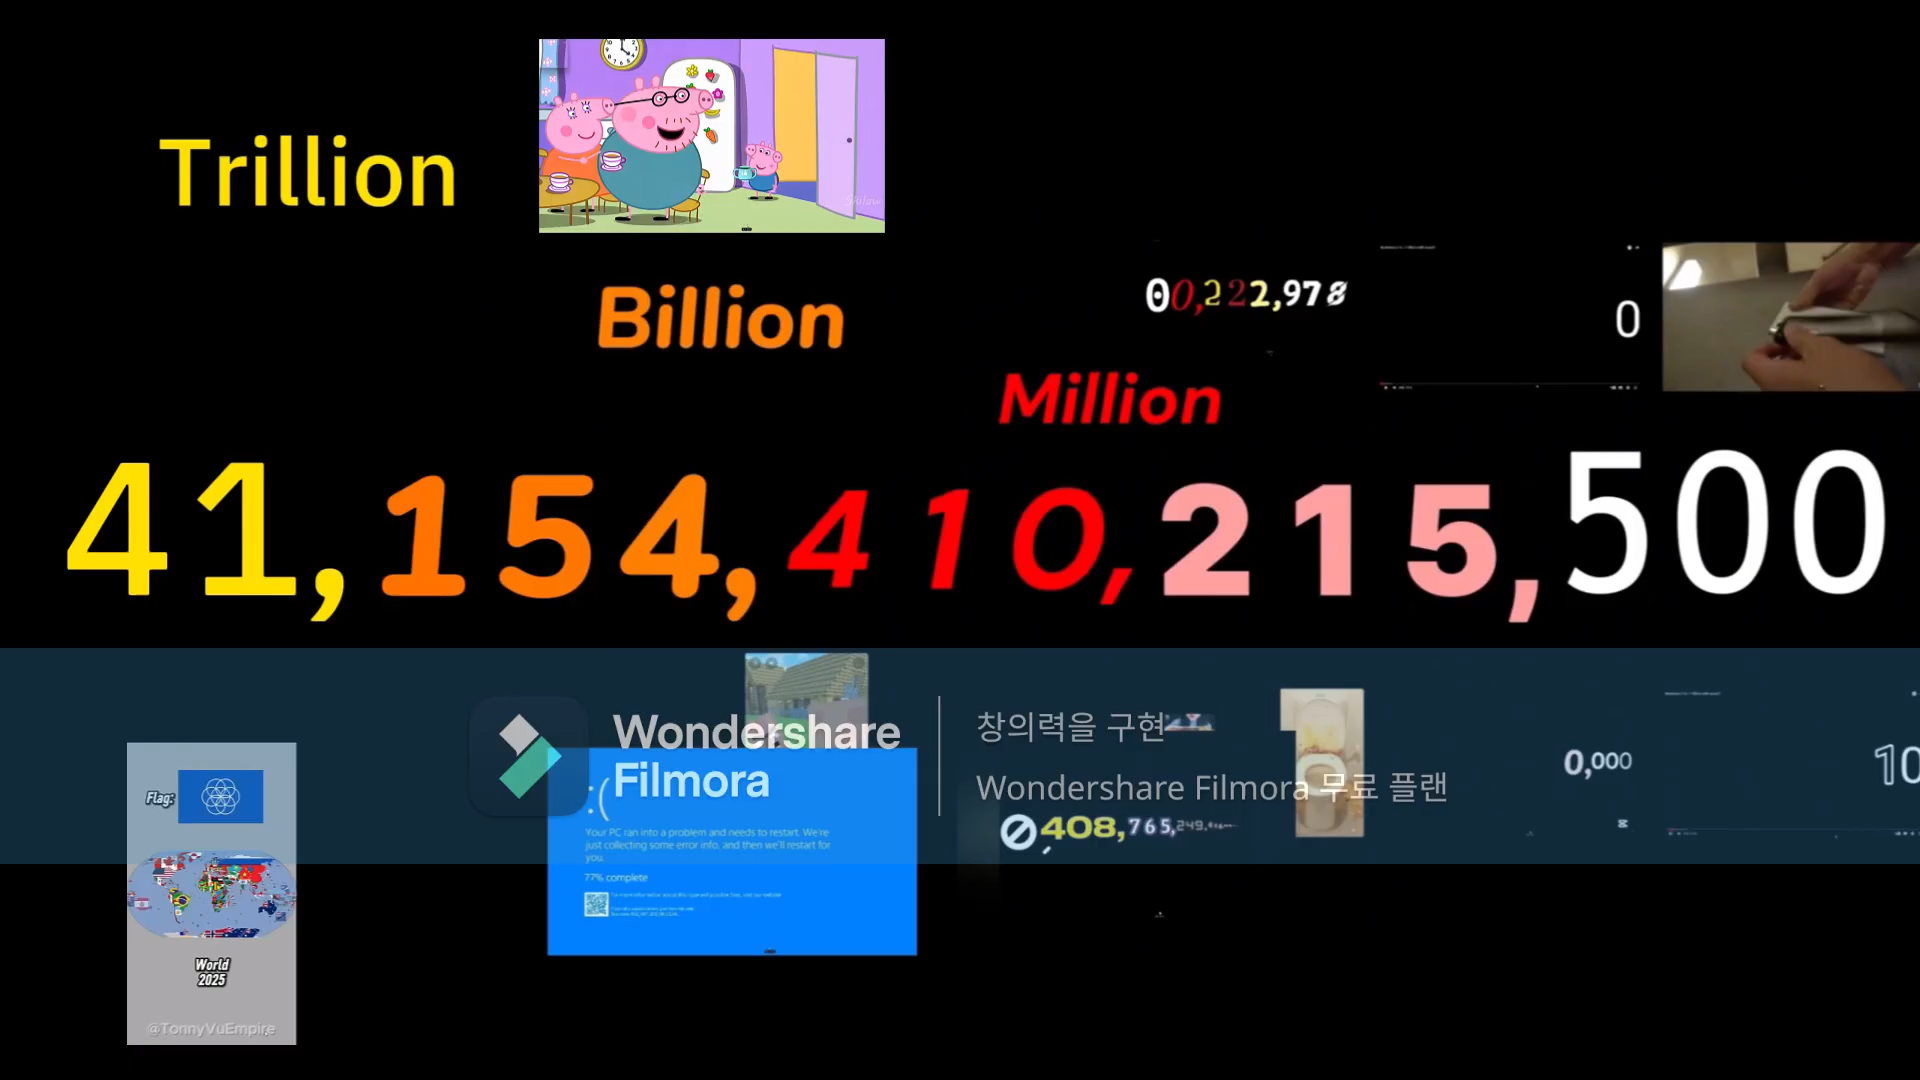 Trillion
Skilow
Billion
00,222,978
0
Million
41,154,410,215,500
Wondershare
Filmora
창의력을 구현
Wondershare Filmora 무료 플랜
Flag:
:(
Your PC ran into a problem and needs to restart. We're
just collecting some error info, and then we'll restart for
you.
77% complete
408,765,249,
0,000
10
World
2025
@TonnyVuEmpire